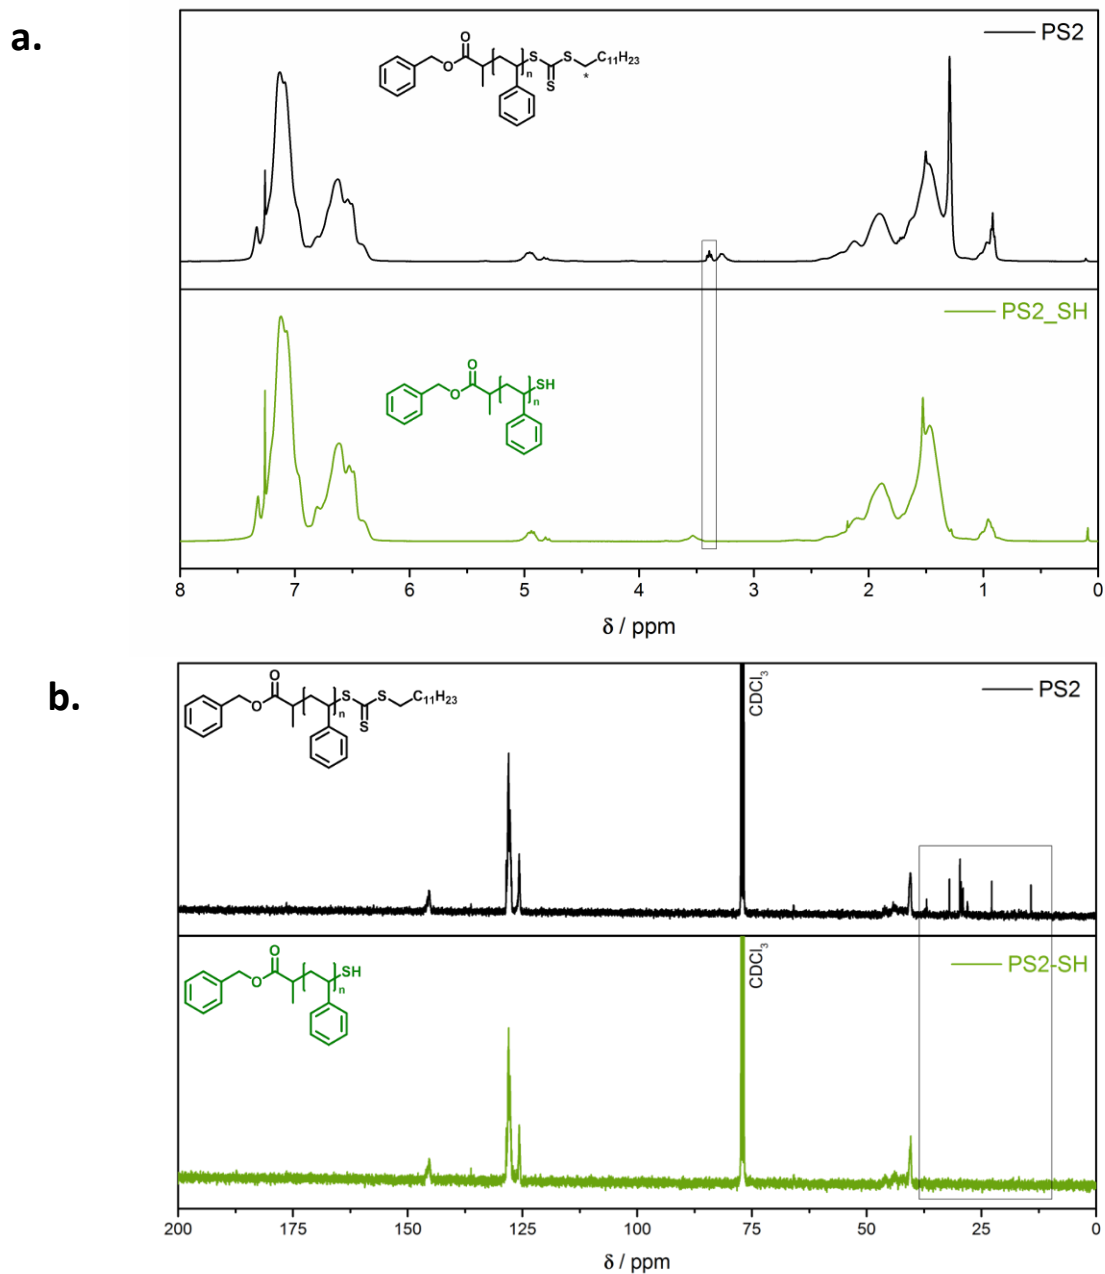 a.
PS2
O
O
n
S
S
S
C₁₁H₂₃
*
PS2_SH
O
O
n
SH
8 7 6 5 4 3 2 1 0
δ / ppm
b.
PS2
CDCl₃
O
O
n
S
S
S
C₁₁H₂₃
PS2-SH
CDCl₃
O
O
n
SH
200 175 150 125 100 75 50 25 0
δ / ppm